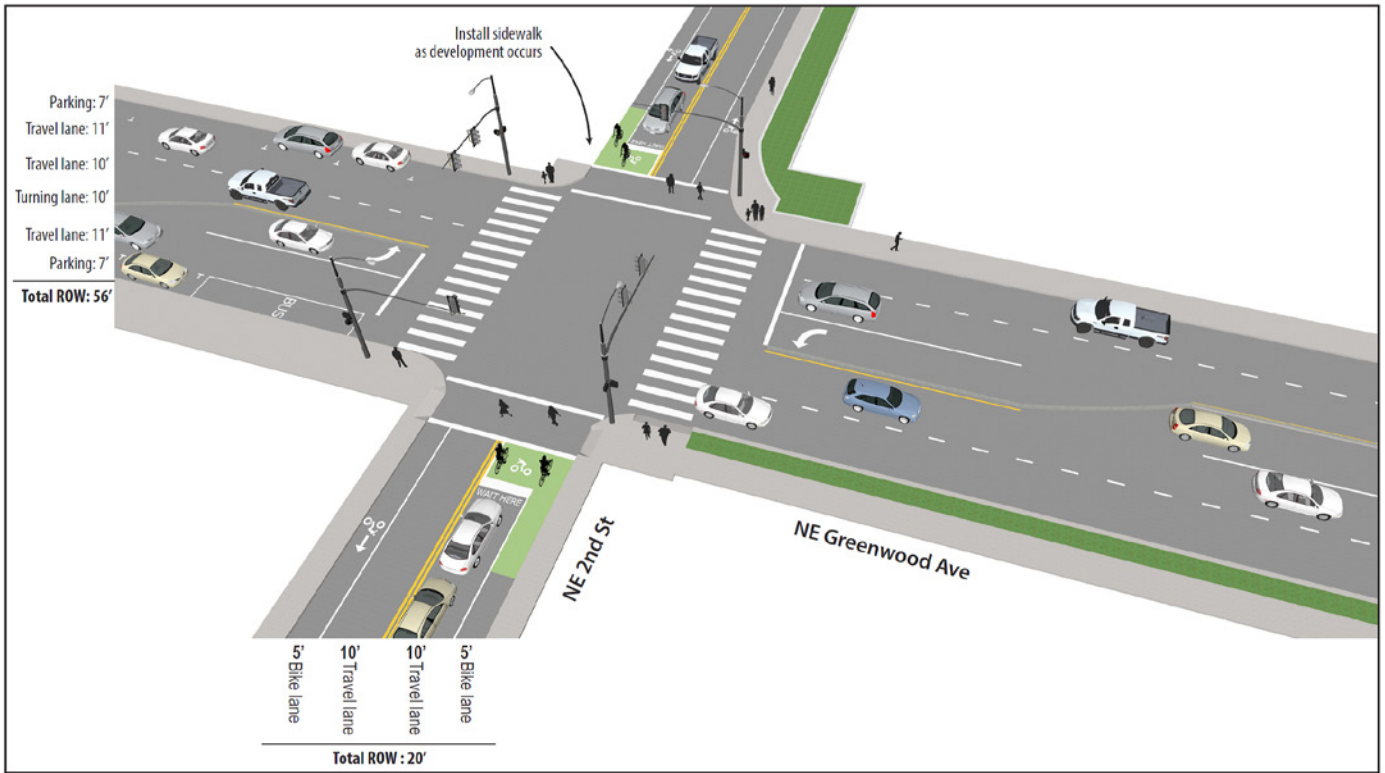 Install sidewalk
as development occurs
Parking: 7'
Travel lane: 11'
Travel lane: 10'
Turning lane: 10'
Travel lane: 11'
Parking: 7'
Total ROW: 56'
BUS
WAIT HERE
WAIT HERE
NE 2nd St
NE Greenwood Ave
5' Bike lane
10' Travel lane
10' Travel lane
5' Bike lane
Total ROW : 20'